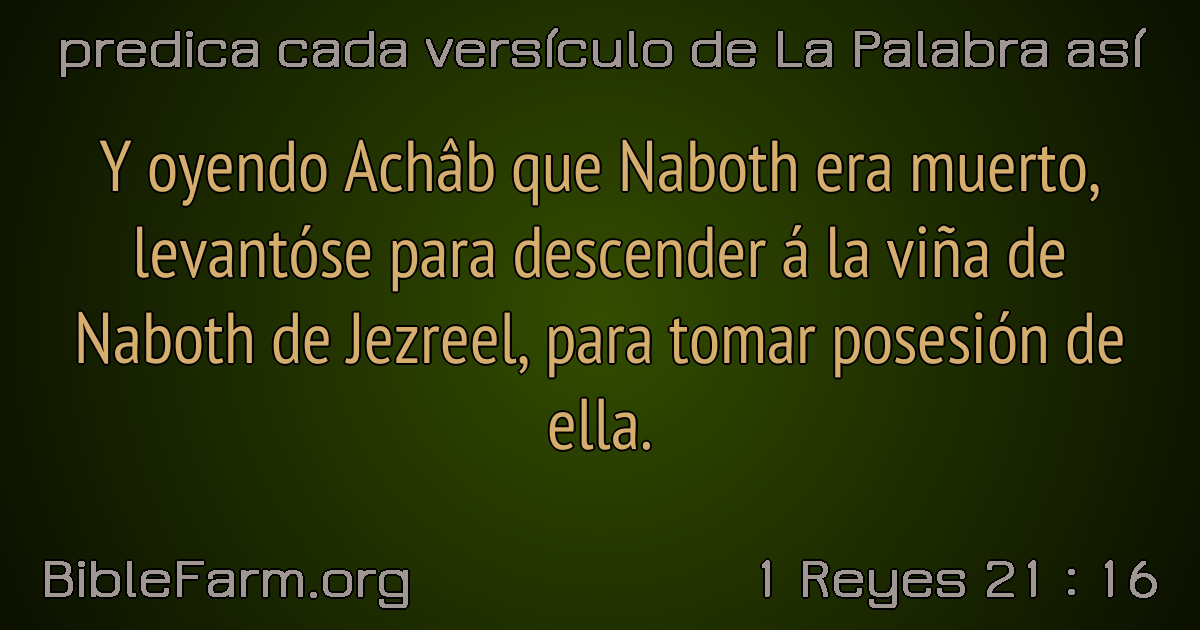 predica cada versículo de La Palabra así
Y oyendo Achâb que Naboth era muerto,
levantóse para descender á la viña de
Naboth de Jezreel, para tomar posesión de
ella.
BibleFarm.org
1 Reyes 21 : 16